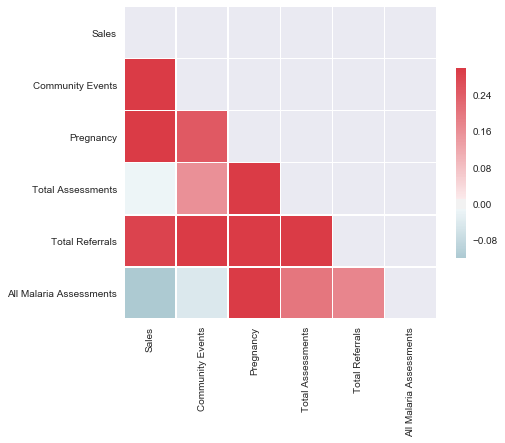 Sales
Community Events
Pregnancy
Total Assessments
Total Referrals
All Malaria Assessments
0.24
0.16
0.08
0.00
−0.08
Sales
Community Events
Pregnancy
Total Assessments
Total Referrals
All Malaria Assessments